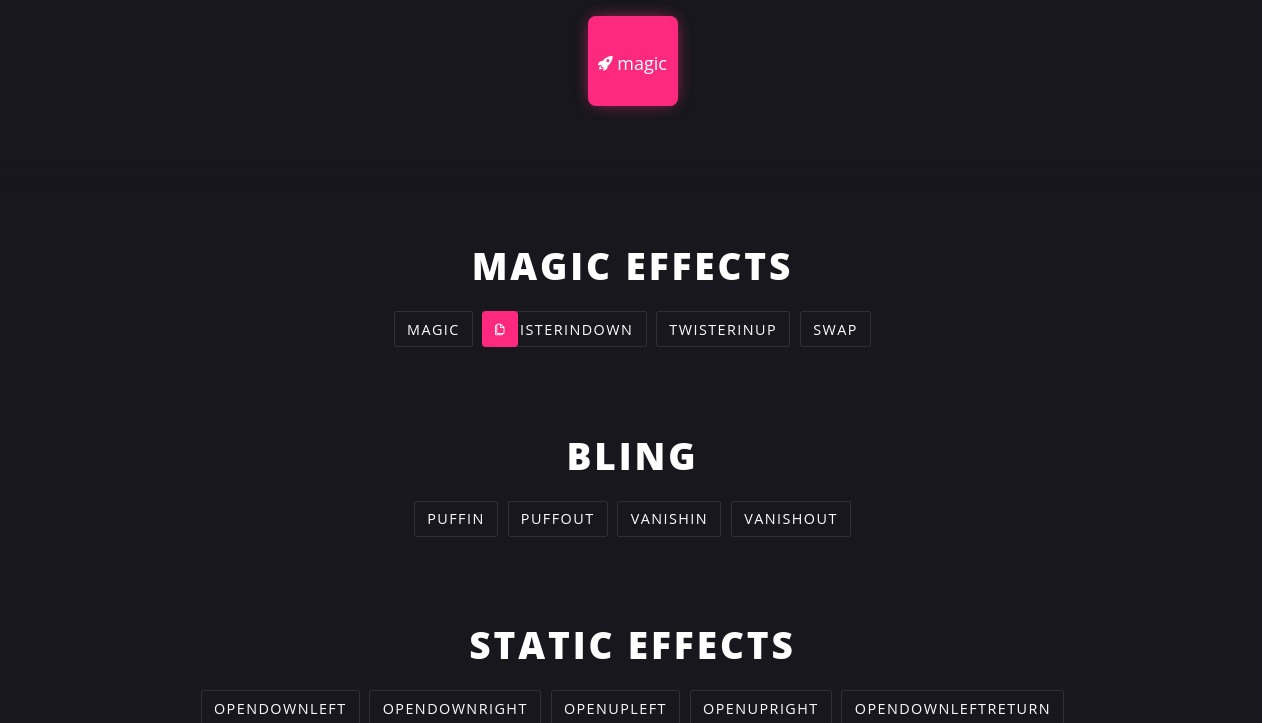 magic
MAGIC EFFECTS
MAGIC ISTERINDOWN TWISTERINUP SWAP
BLING
PUFFIN PUFFOUT VANISHIN VANISHOUT
STATIC EFFECTS
OPENDOWNLEFT OPENDOWNRIGHT OPENUPLEFT OPENUPRIGHT OPENDOWNLEFTRETURN